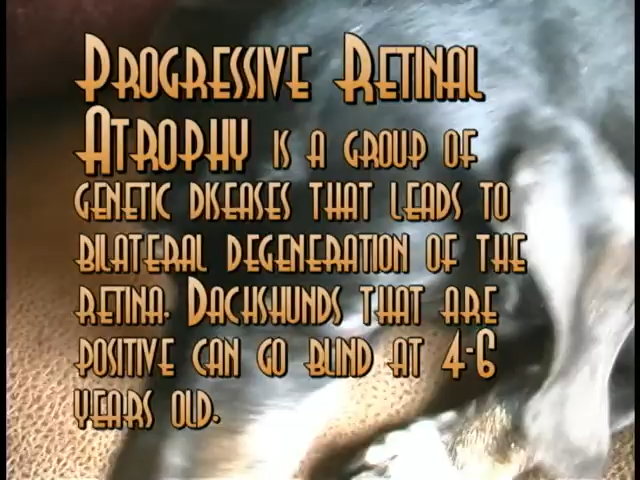 Progressive Retinal
Atrophy is a group of
genetic diseases that leads to
bilateral degeneration of the
retina. Dachshunds that are
positive can go blind at 4-6
years old.